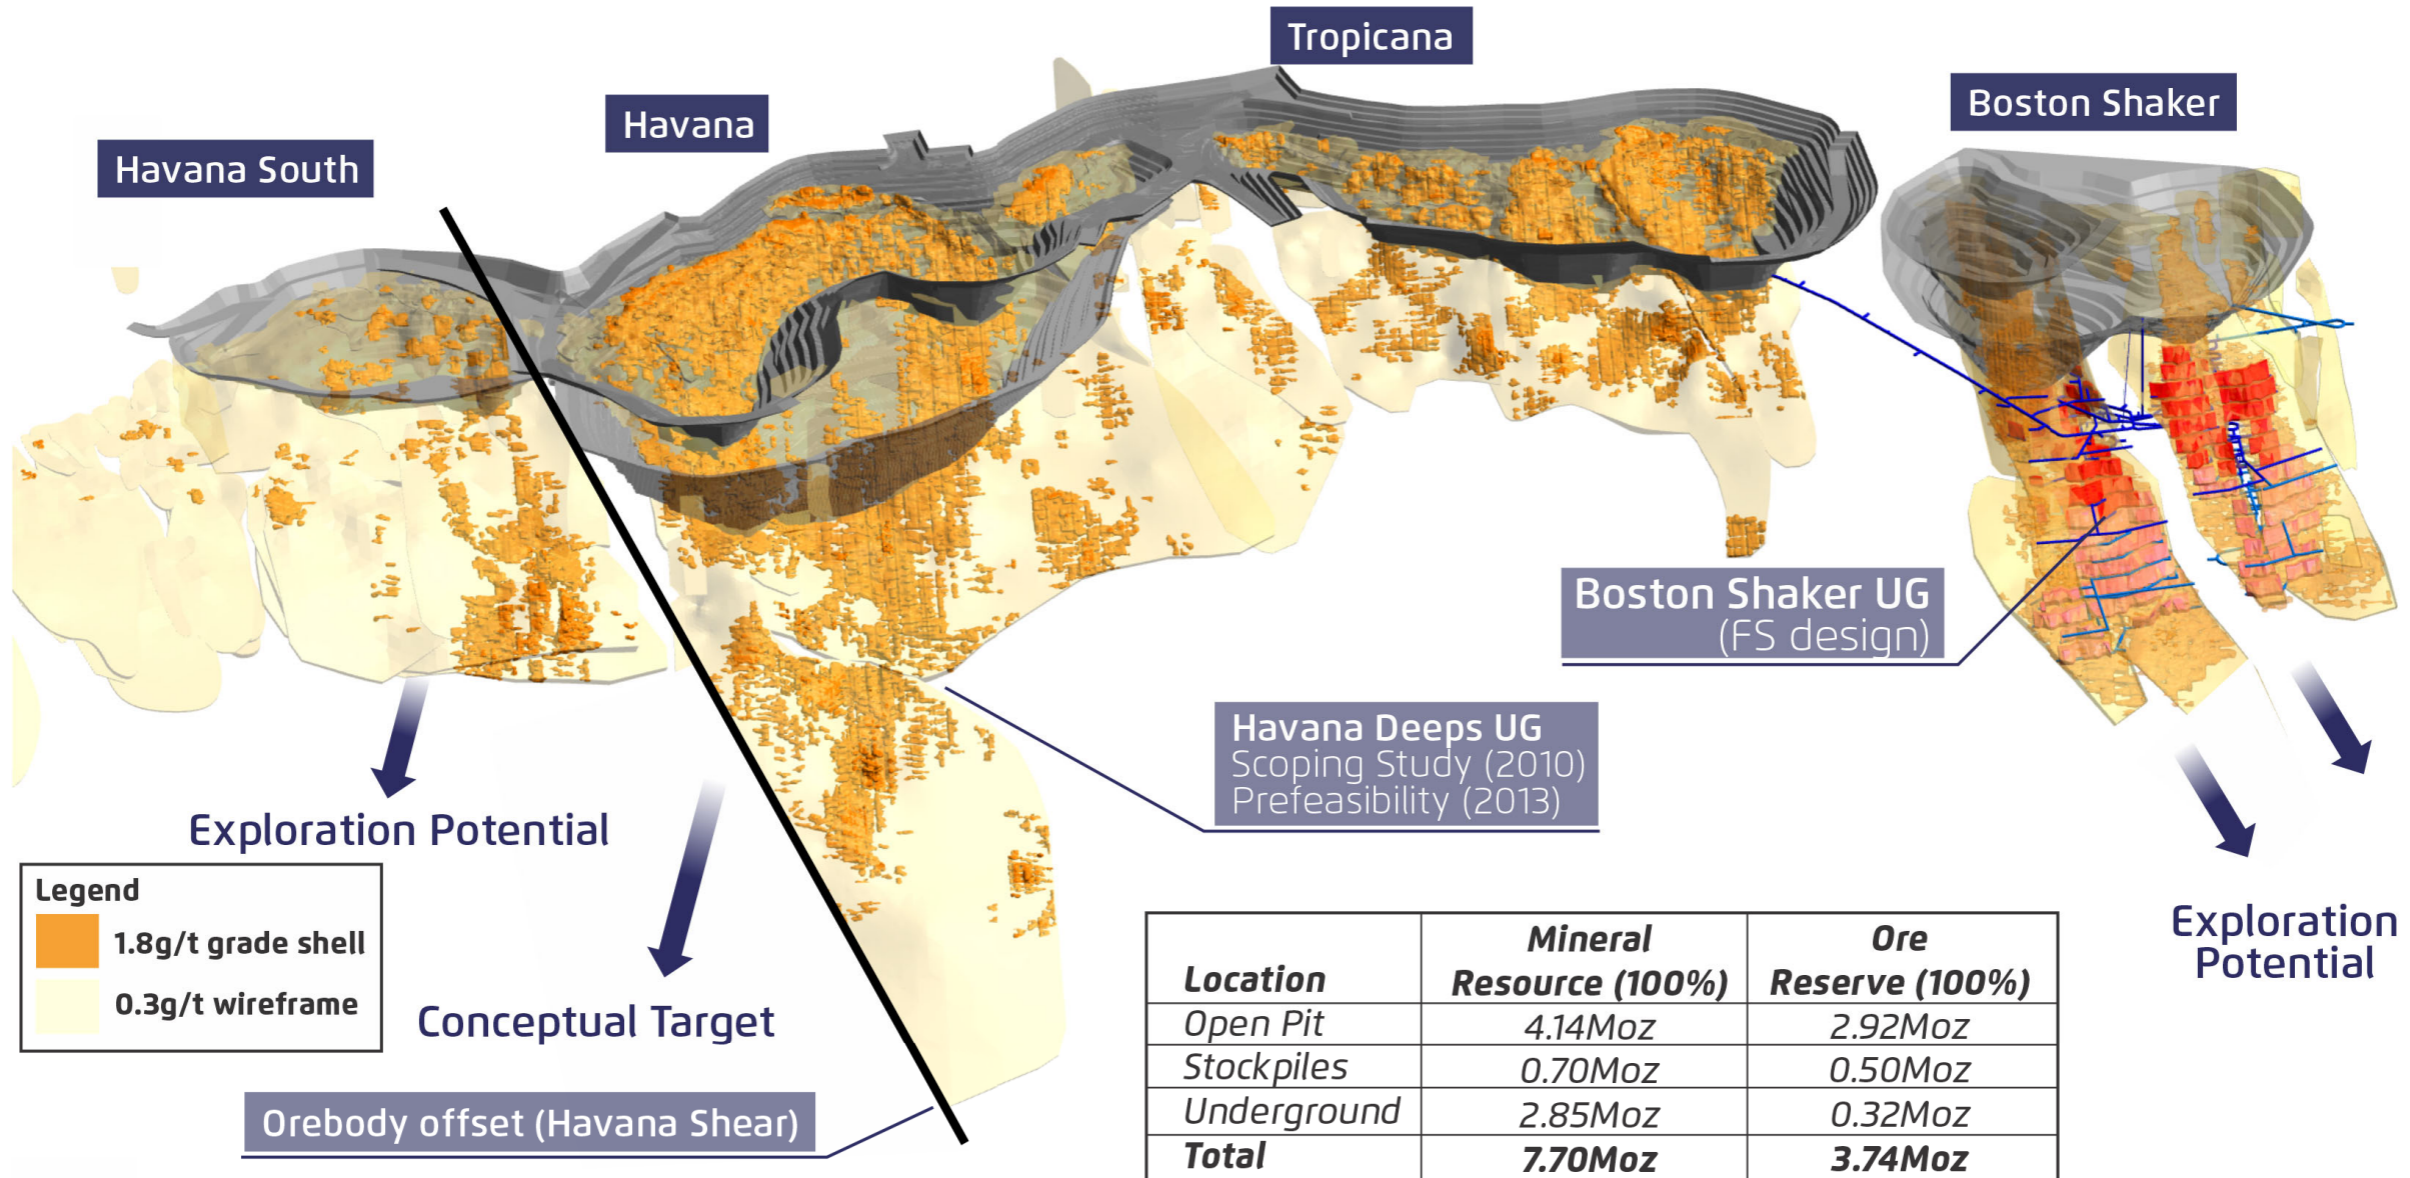 Tropicana
Boston Shaker
Havana
Havana South
Boston Shaker UG
(FS design)
Havana Deeps UG
Scoping Study (2010)
Prefeasibility (2013)
Exploration Potential
Legend
1.8g/t grade shell
0.3g/t wireframe
Conceptual Target
Orebody offset (Havana Shear)
Exploration
Potential
Location Mineral Resource (100%) Ore Reserve (100%)
Open Pit 4.14Moz 2.92Moz
Stockpiles 0.70Moz 0.50Moz
Underground 2.85Moz 0.32Moz
Total 7.70Moz 3.74Moz